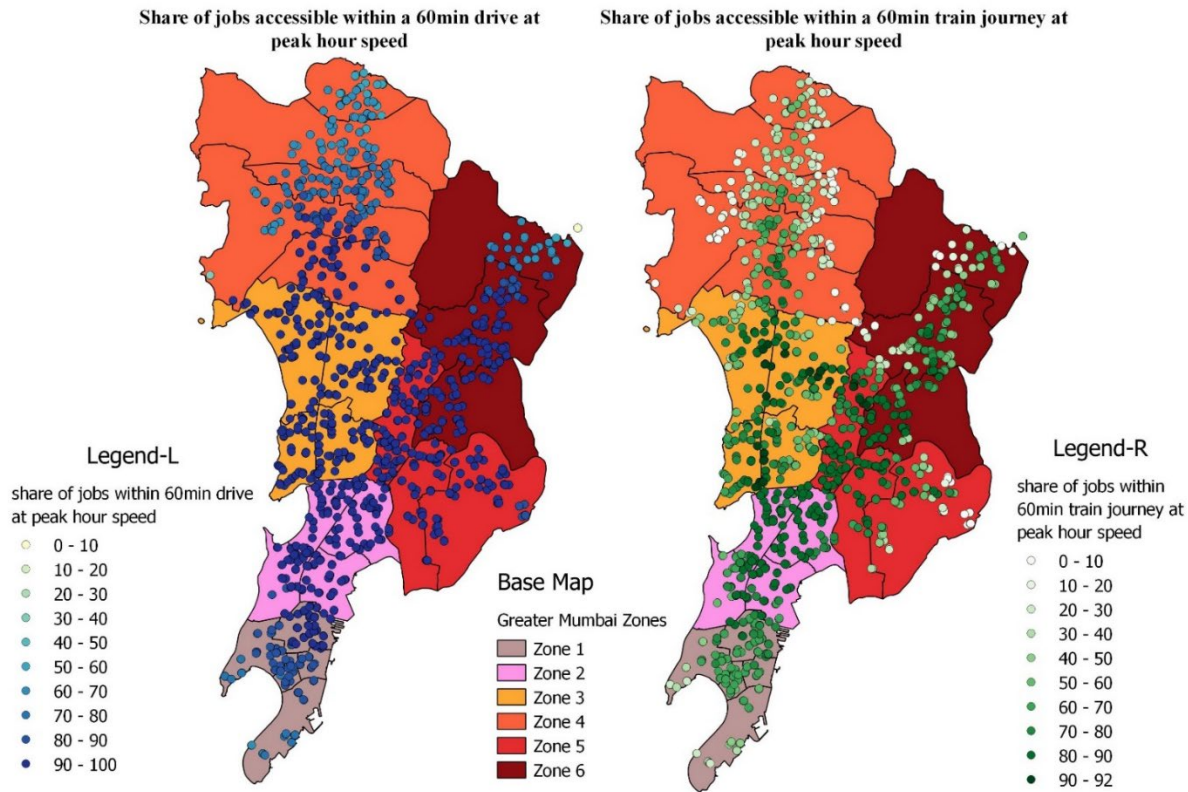 Share of jobs accessible within a 60min drive at
peak hour speed
Share of jobs accessible within a 60min train journey at
peak hour speed
Legend-L
share of jobs within 60min drive
at peak hour speed
0 - 10
10 - 20
20 - 30
30 - 40
40 - 50
50 - 60
60 - 70
70 - 80
80 - 90
90 - 100
Base Map
Greater Mumbai Zones
Zone 1
Zone 2
Zone 3
Zone 4
Zone 5
Zone 6
Legend-R
share of jobs within
60min train journey at
peak hour speed
0 - 10
10 - 20
20 - 30
30 - 40
40 - 50
50 - 60
60 - 70
70 - 80
80 - 90
90 - 92